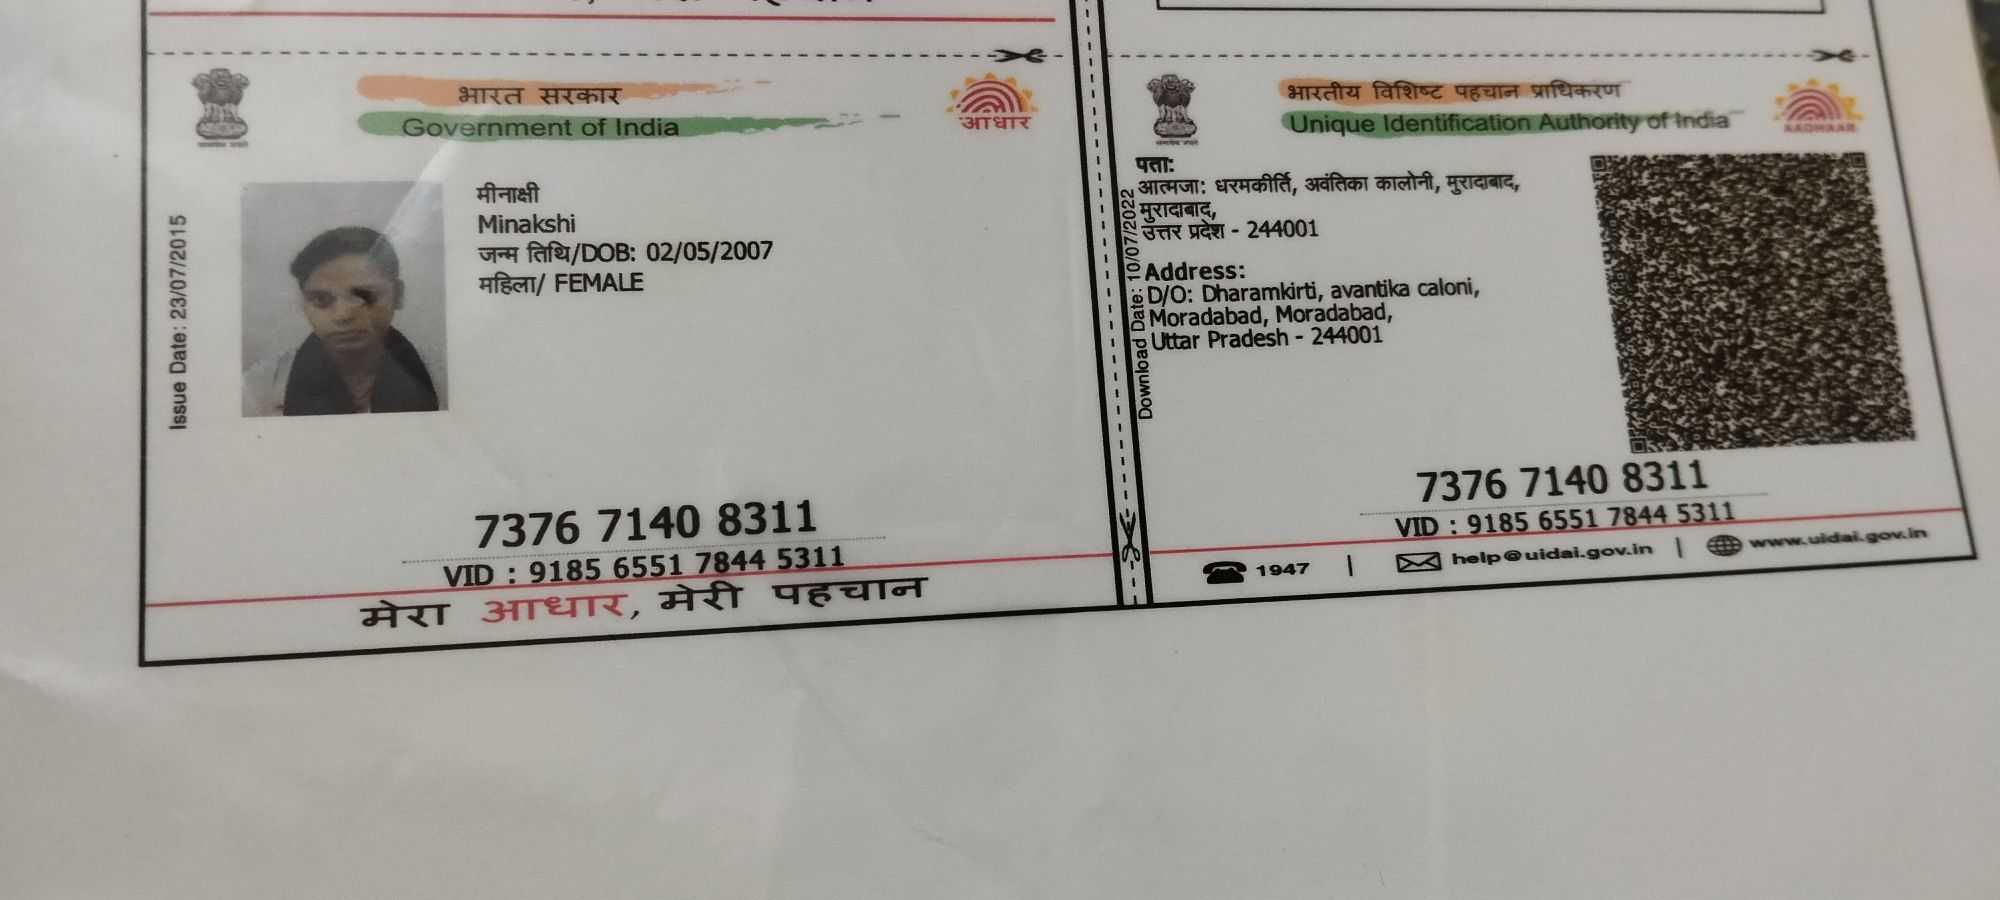 भारत सरकार
Government of India
आधार
Issue Date: 23/07/2015
मीनाक्षी
Minakshi
जन्म तिथि/DOB: 02/05/2007
महिला/ FEMALE
7376 7140 8311
VID : 9185 6551 7844 5311
मेरा आधार, मेरी पहचान
भारतीय विशिष्ट पहचान प्राधिकरण
Unique Identification Authority of India
AADHAAR
Download Date: 10/07/2022
पता:
आत्मजा: धरमकीर्ति, अवंतिका कालोनी, मुरादाबाद,
मुरादाबाद,
उत्तर प्रदेश - 244001
Address:
D/O: Dharamkirti, avantika caloni,
Moradabad, Moradabad,
Uttar Pradesh - 244001
7376 7140 8311
VID : 9185 6551 7844 5311
1947 | help@uidai.gov.in | www.uidai.gov.in